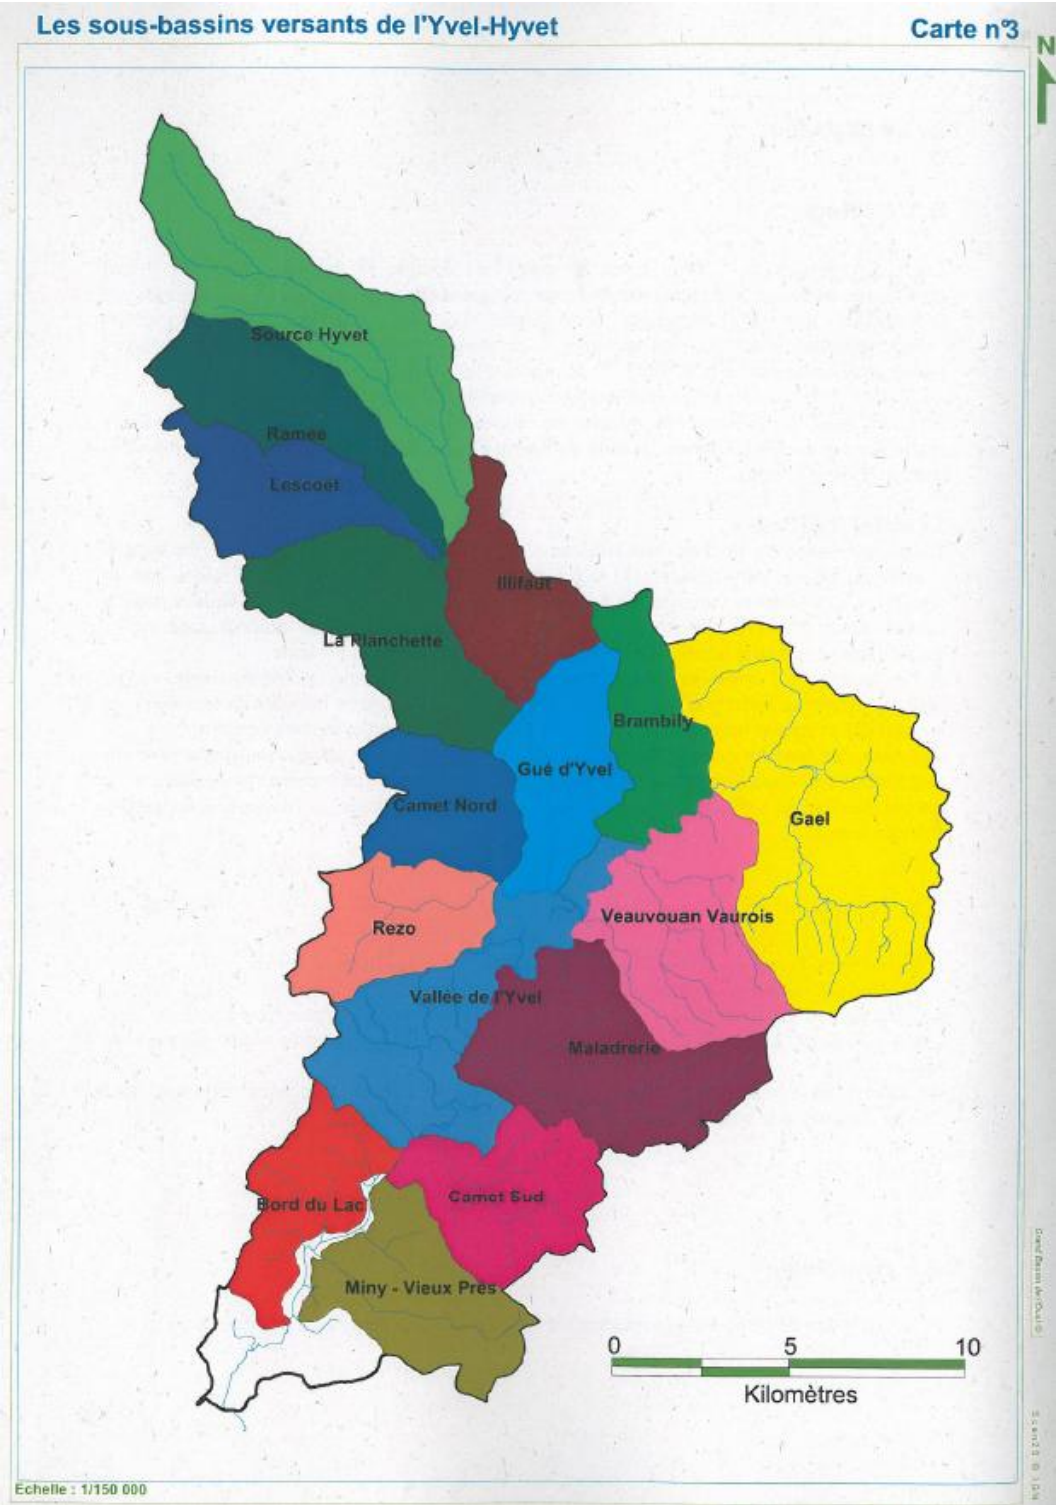 Les sous-bassins versants de l'Yvel-Hyvet
Carte n°3
N
Source Hyvet
Ramée
Lescoët
Illifaut
La Planchette
Brambily
Gué d'Yvel
Camet Nord
Gael
Veauvouan Vaurois
Rezo
Vallée de l'Yvel
Maladrerie
Camet Sud
Bord du Lac
Miny - Vieux Prés
0 5 10
Kilomètres
Echelle : 1/150 000